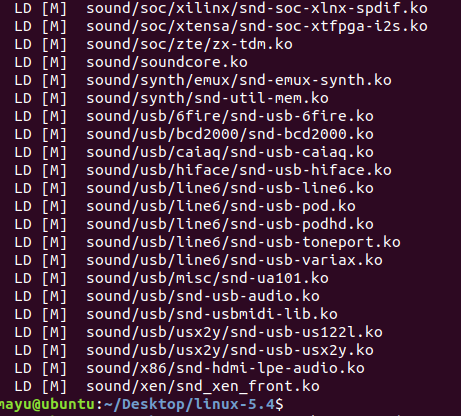 LD [M]  sound/soc/xilinx/snd-soc-xlnx-spdif.ko
LD [M]  sound/soc/xtensa/snd-soc-xtfpga-i2s.ko
LD [M]  sound/soc/zte/zx-tdm.ko
LD [M]  sound/soundcore.ko
LD [M]  sound/synth/emux/snd-emux-synth.ko
LD [M]  sound/synth/snd-util-mem.ko
LD [M]  sound/usb/6fire/snd-usb-6fire.ko
LD [M]  sound/usb/bcd2000/snd-bcd2000.ko
LD [M]  sound/usb/caiaq/snd-usb-caiaq.ko
LD [M]  sound/usb/hiface/snd-usb-hiface.ko
LD [M]  sound/usb/line6/snd-usb-line6.ko
LD [M]  sound/usb/line6/snd-usb-pod.ko
LD [M]  sound/usb/line6/snd-usb-podhd.ko
LD [M]  sound/usb/line6/snd-usb-toneport.ko
LD [M]  sound/usb/line6/snd-usb-variax.ko
LD [M]  sound/usb/misc/snd-ua101.ko
LD [M]  sound/usb/snd-usb-audio.ko
LD [M]  sound/usb/snd-usbmidi-lib.ko
LD [M]  sound/usb/usx2y/snd-usb-us122l.ko
LD [M]  sound/usb/usx2y/snd-usb-usx2y.ko
LD [M]  sound/x86/snd-hdmi-lpe-audio.ko
LD [M]  sound/xen/snd_xen_front.ko
mayu@ubuntu:~/Desktop/linux-5.4$